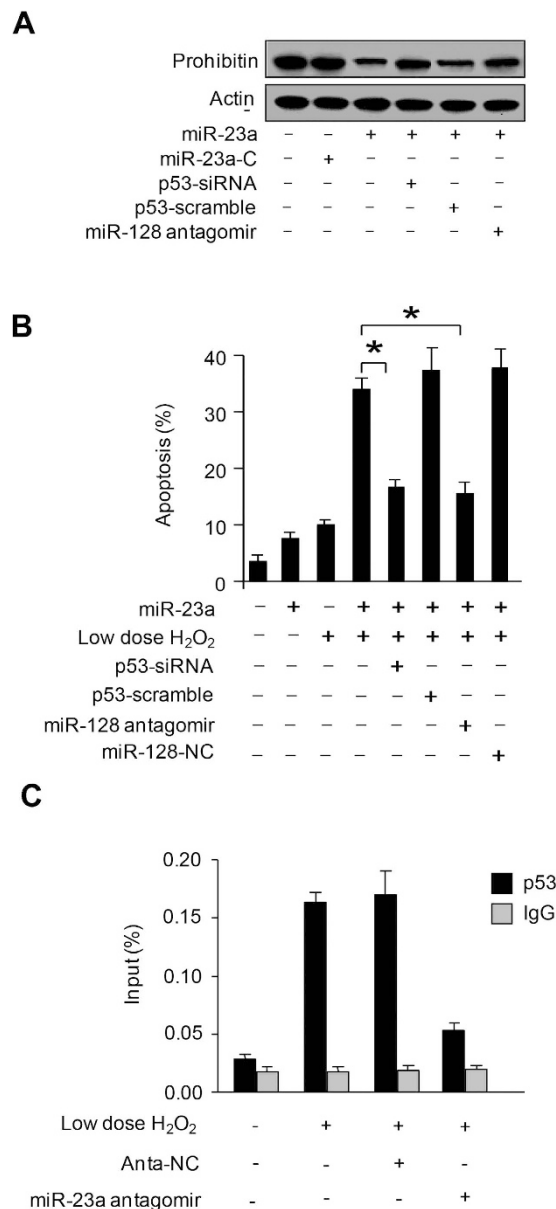 A
Prohibitin
Actin
miR-23a – – + + + +
miR-23a-C – + – – – –
p53-siRNA – – – + – –
p53-scramble – – – – + –
miR-128 antagomir – – – – – +
B
* *
Apoptosis (%)
40
30
20
10
0
miR-23a – + – + + + + +
Low dose H₂O₂ – – + + + + + +
p53-siRNA – – – – + – – –
p53-scramble – – – – – + – –
miR-128 antagomir – – – – – – + –
miR-128-NC – – – – – – – +
C
Input (%)
0.20
0.15
0.10
0.05
0.00
p53
IgG
Low dose H₂O₂ - + + +
Anta-NC - - + -
miR-23a antagomir - - - +